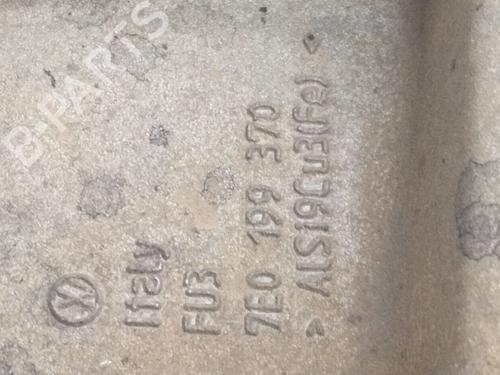 B-PARTS
Italy
FU3
7E0 199 370
> AlSi9Cu3(Fe) <